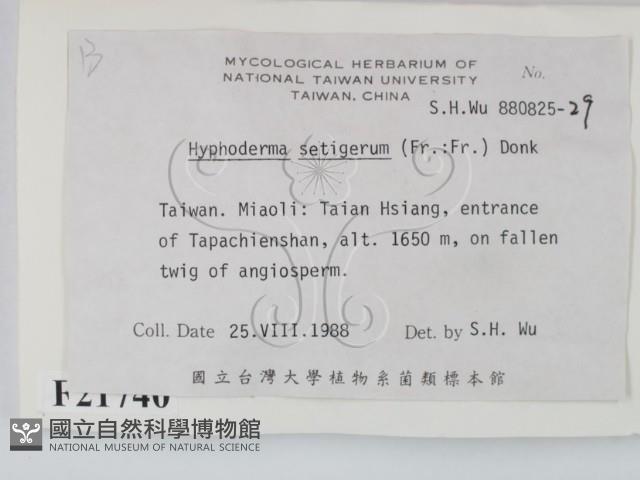 B
MYCOLOGICAL HERBARIUM OF
NATIONAL TAIWAN UNIVERSITY
TAIWAN, CHINA
No.
S.H.Wu 880825-29
Hyphoderma setigerum (Fr.:Fr.) Donk
Taiwan. Miaoli: Taian Hsiang, entrance
of Tapachienshan, alt. 1650 m, on fallen
twig of angiosperm.
Coll. Date 25.VIII.1988 Det. by S.H. Wu
國立台灣大學植物系菌類標本館
F21740
國立自然科學博物館
NATIONAL MUSEUM OF NATURAL SCIENCE